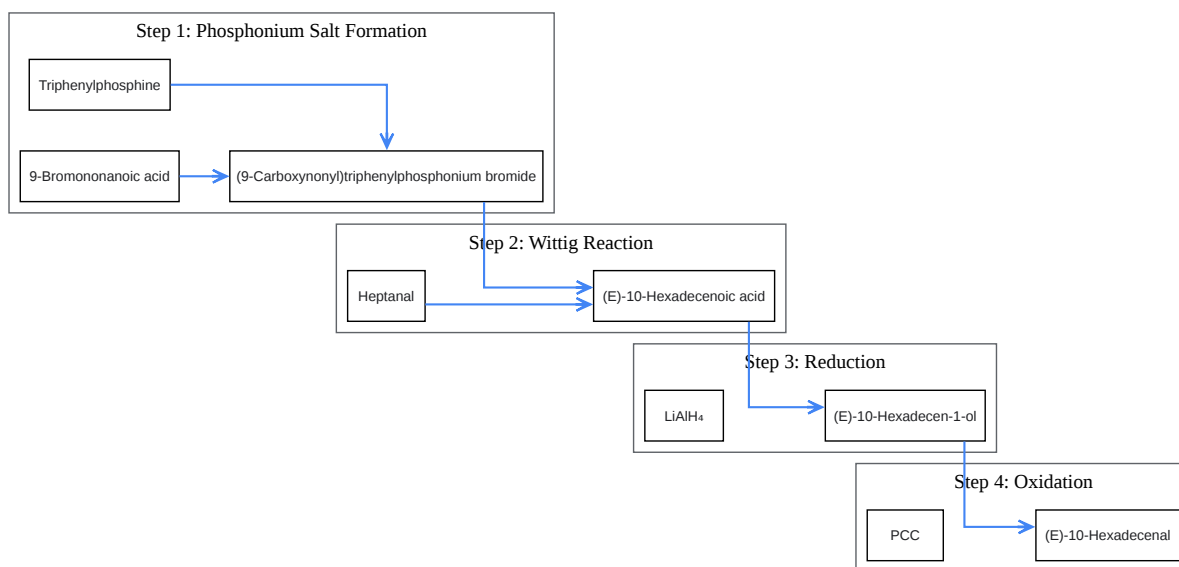 Step 1: Phosphonium Salt Formation
Triphenylphosphine
9-Bromononanoic acid
(9-Carboxynonyl)triphenylphosphonium bromide
Step 2: Wittig Reaction
Heptanal
(E)-10-Hexadecenoic acid
Step 3: Reduction
LiAlH₄
(E)-10-Hexadecen-1-ol
Step 4: Oxidation
PCC
(E)-10-Hexadecenal